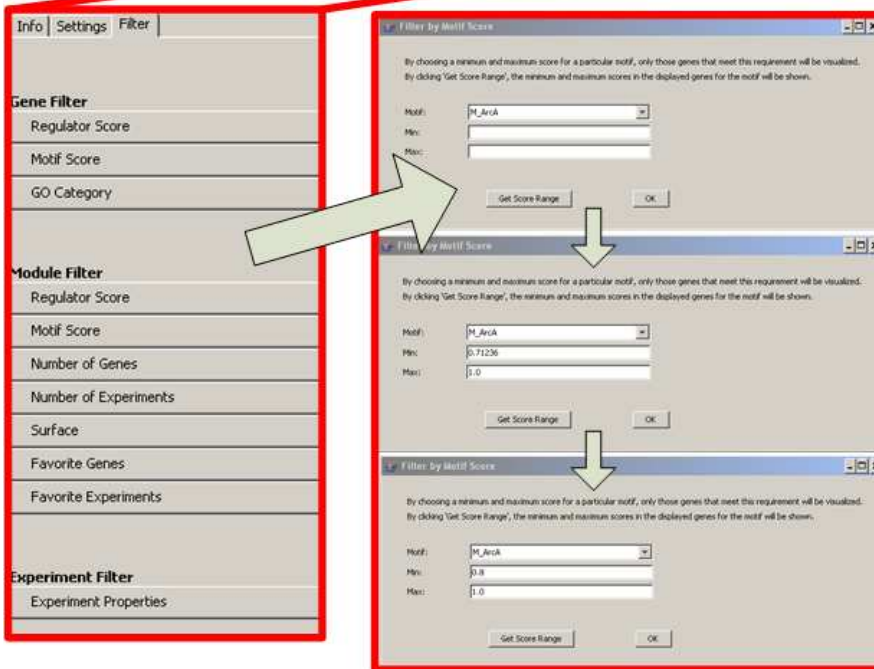 Info Settings Filter
Gene Filter
Regulator Score
Motif Score
GO Category
Module Filter
Regulator Score
Motif Score
Number of Genes
Number of Experiments
Surface
Favorite Genes
Favorite Experiments
Experiment Filter
Experiment Properties
Filter by Motif Score
By choosing a minimum and maximum score for a particular motif, only those genes that meet this requirement will be visualized.
By clicking 'Get Score Range', the minimum and maximum scores in the displayed genes for the motif will be shown.
Motif: M_ArcA
Min:
Max:
Get Score Range OK
Filter by Motif Score
By choosing a minimum and maximum score for a particular motif, only those genes that meet this requirement will be visualized.
By clicking 'Get Score Range', the minimum and maximum scores in the displayed genes for the motif will be shown.
Motif: M_ArcA
Min: 0.71236
Max: 1.0
Get Score Range OK
Filter by Motif Score
By choosing a minimum and maximum score for a particular motif, only those genes that meet this requirement will be visualized.
By clicking 'Get Score Range', the minimum and maximum scores in the displayed genes for the motif will be shown.
Motif: M_ArcA
Min: 0.8
Max: 1.0
Get Score Range OK